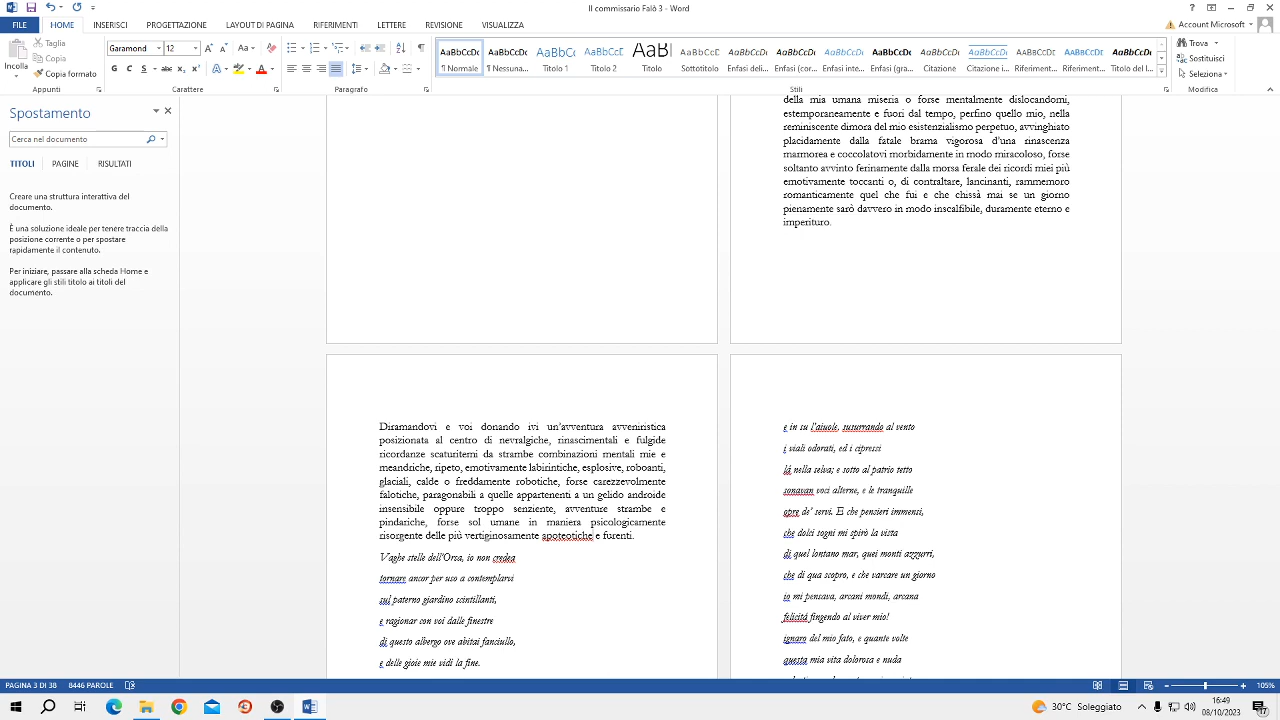 Il commissario Falò 3 - Word
FILE HOME INSERISCI PROGETTAZIONE LAYOUT DI PAGINA RIFERIMENTI LETTERE REVISIONE VISUALIZZA Account Microsoft
Incolla
Taglia
Copia
Copia formato
Appunti
Garamond 12
G C S abc
Carattere
Paragrafo
AaBbCcDc AaBbCcDc AaBbCc AaBbCcE AaBb AaBbCcC AaBbCcDc AaBbCcDc AaBbCcDc AaBbCcDc AaBbCcDc AaBbCcDc AaBbCcDc AaBbCcDc AaBbCcDc
¶ Normale ¶ Nessuna... Titolo 1 Titolo 2 Titolo Sottotitolo Enfasi deli... Enfasi (cor... Enfasi inte... Enfasi (gra... Citazione Citazione i... Riferiment... Riferiment... Titolo del l...
Stili
Trova
Sostituisci
Seleziona
Modifica
Spostamento
Cerca nel documento
TITOLI PAGINE RISULTATI
Creare una struttura interattiva del
documento.
È una soluzione ideale per tenere traccia della
posizione corrente o per spostare
rapidamente il contenuto.
Per iniziare, passare alla scheda Home e
applicare gli stili titolo ai titoli del
documento.
della mia umana miseria o forse mentalmente dislocandomi,
estemporaneamente e fuori dal tempo, perfino quello mio, nella
reminiscente dimora del mio esistenzialismo perpetuo, avvinghiato
placidamente dalla fatale brama vigorosa d'una rinascenza
marmorea e coccolatovi morbidamente in modo miracoloso, forse
soltanto avvinto ferinamente dalla morsa ferale dei ricordi miei più
emotivamente toccanti o, di contraltare, lancinanti, rammemoro
romanticamente quel che fui e che chissà mai se un giorno
pienamente sarò davvero in modo inscalfibile, duramente eterno e
imperituro.
Diramandovi e voi donando ivi un'avventura avveniristica
posizionata al centro di nevralgiche, rinascimentali e fulgide
ricordanze scaturitemi da strambe combinazioni mentali mie e
meandriche, ripeto, emotivamente labirintiche, esplosive, roboanti,
glaciali, calde o freddamente robotiche, forse carezzevolmente
falotiche, paragonabili a quelle appartenenti a un gelido androide
insensibile oppure troppo senziente, avventure strambe e
pindariche, forse sol umane in maniera psicologicamente
risorgente delle più vertiginosamente apoteotiche e furenti.
Vaghe stelle dell'Orsa, io non credea
tornare ancor per uso a contemplarvi
sul paterno giardino scintillanti,
e ragionar con voi dalle finestre
di questo albergo ove abitai fanciullo,
e delle gioie mie vidi la fine.
e in su l'aiuole, susurrando al vento
i viali odorati, ed i cipressi
là nella selva; e sotto al patrio tetto
sonavan voci alterne, e le tranquille
opre de' servi. E che pensieri immensi,
che dolci sogni mi spirò la vista
di quel lontano mar, quei monti azzurri,
che di qua scopro, e che varcare un giorno
io mi pensava, arcani mondi, arcana
felicità fingendo al viver mio!
ignaro del mio fato, e quante volte
questa mia vita dolorosa e nuda
PAGINA 3 DI 38 8446 PAROLE 105%
30°C Soleggiato
16:49
08/10/2023
17